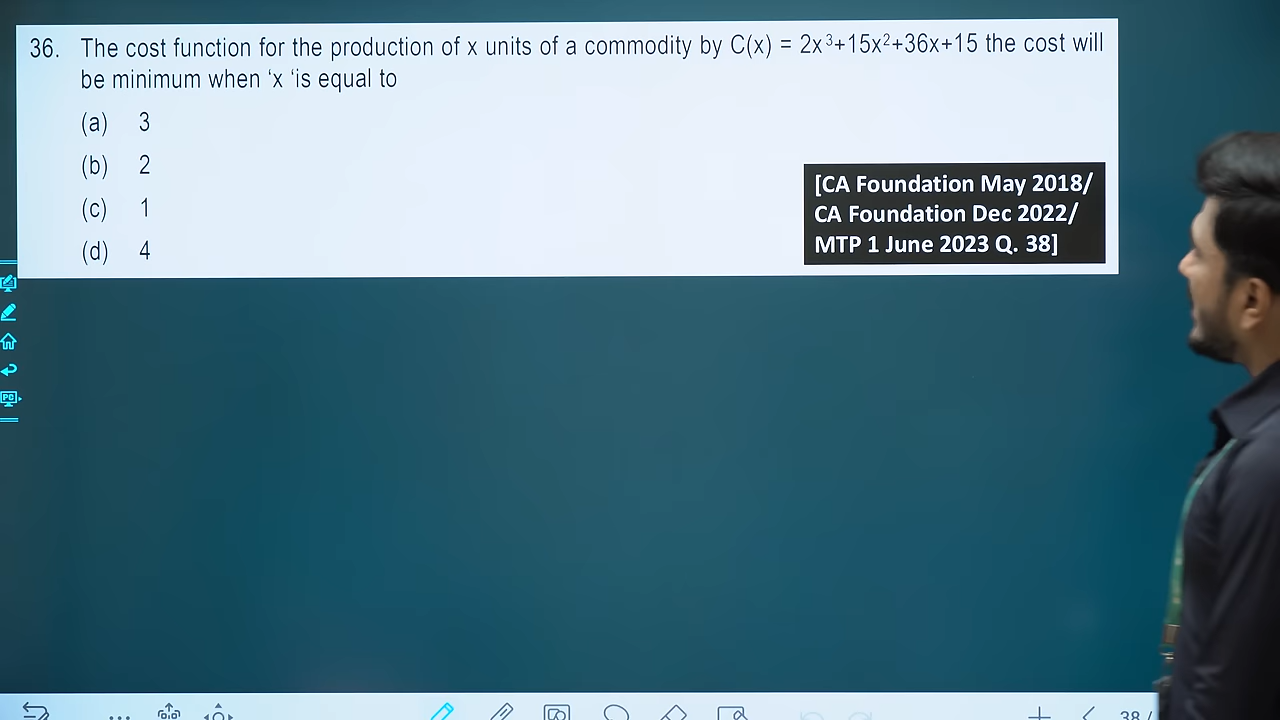 36. The cost function for the production of x units of a commodity by C(x) = 2x³+15x²+36x+15 the cost will
be minimum when ‘x ‘is equal to
(a) 3
(b) 2
(c) 1
(d) 4
[CA Foundation May 2018/
CA Foundation Dec 2022/
MTP 1 June 2023 Q. 38]
PC
38 /